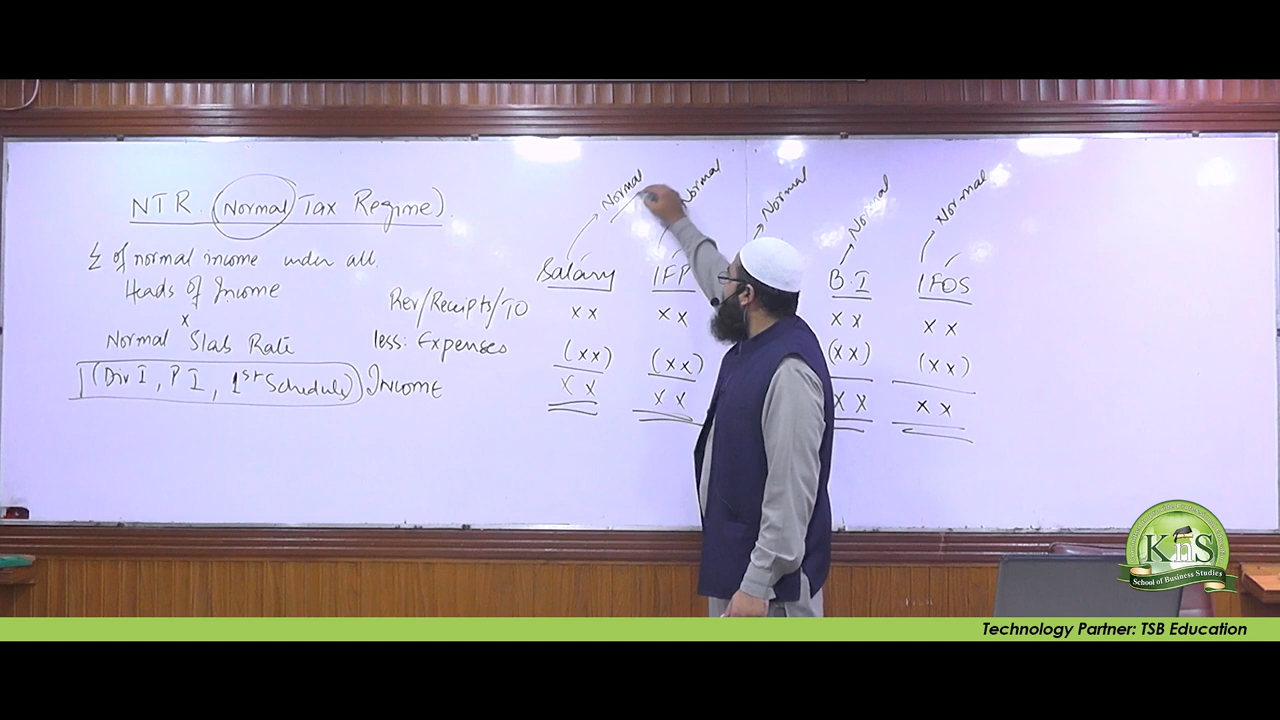 NTR (Normal Tax Regime).
Σ of normal income under all
Heads of Income
x
Normal Slab Rate
(Div I, P I, 1st Schedule)
Rev/Receipts/TO
less: Expenses
Income
Normal Normal Normal Normal Normal
Salary IFP B.I IFOS
xx xx xx xx
(xx) (xx) (xx) (xx)
xx xx xx xx
KnS
School of Business Studies
Technology Partner: TSB Education